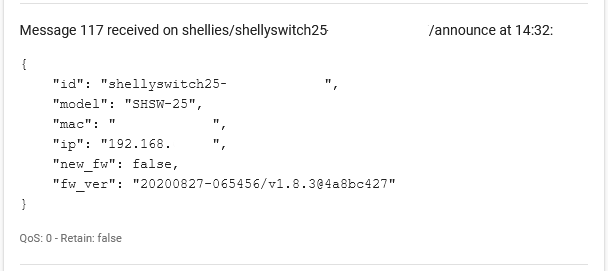 Message 117 received on shellies/shellyswitch25- /announce at 14:32:
{
"id": "shellyswitch25- ",
"model": "SHSW-25",
"mac": " ",
"ip": "192.168. ",
"new_fw": false,
"fw_ver": "20200827-065456/v1.8.3@4a8bc427"
}
QoS: 0 - Retain: false